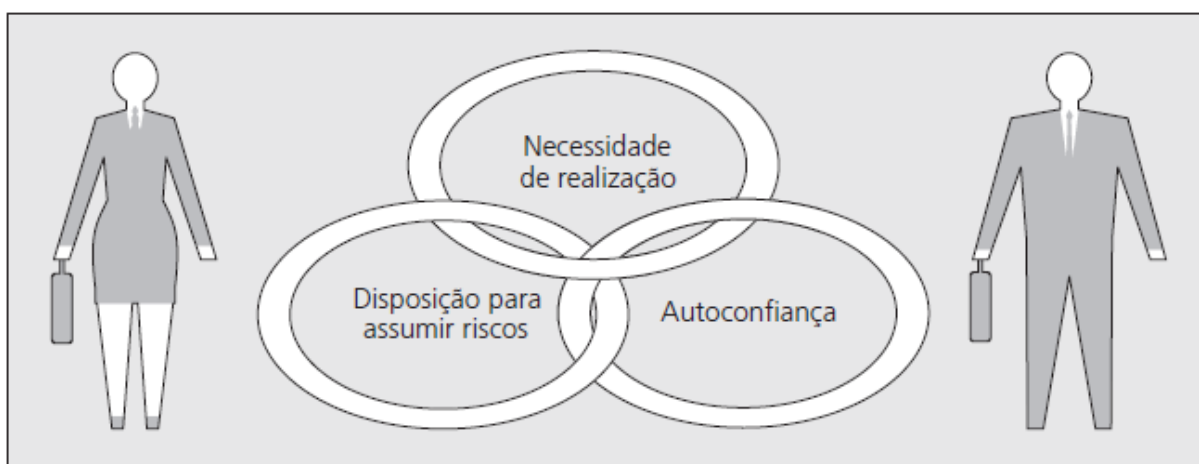 Necessidade
de realização
Disposição para
assumir riscos
Autoconfiança